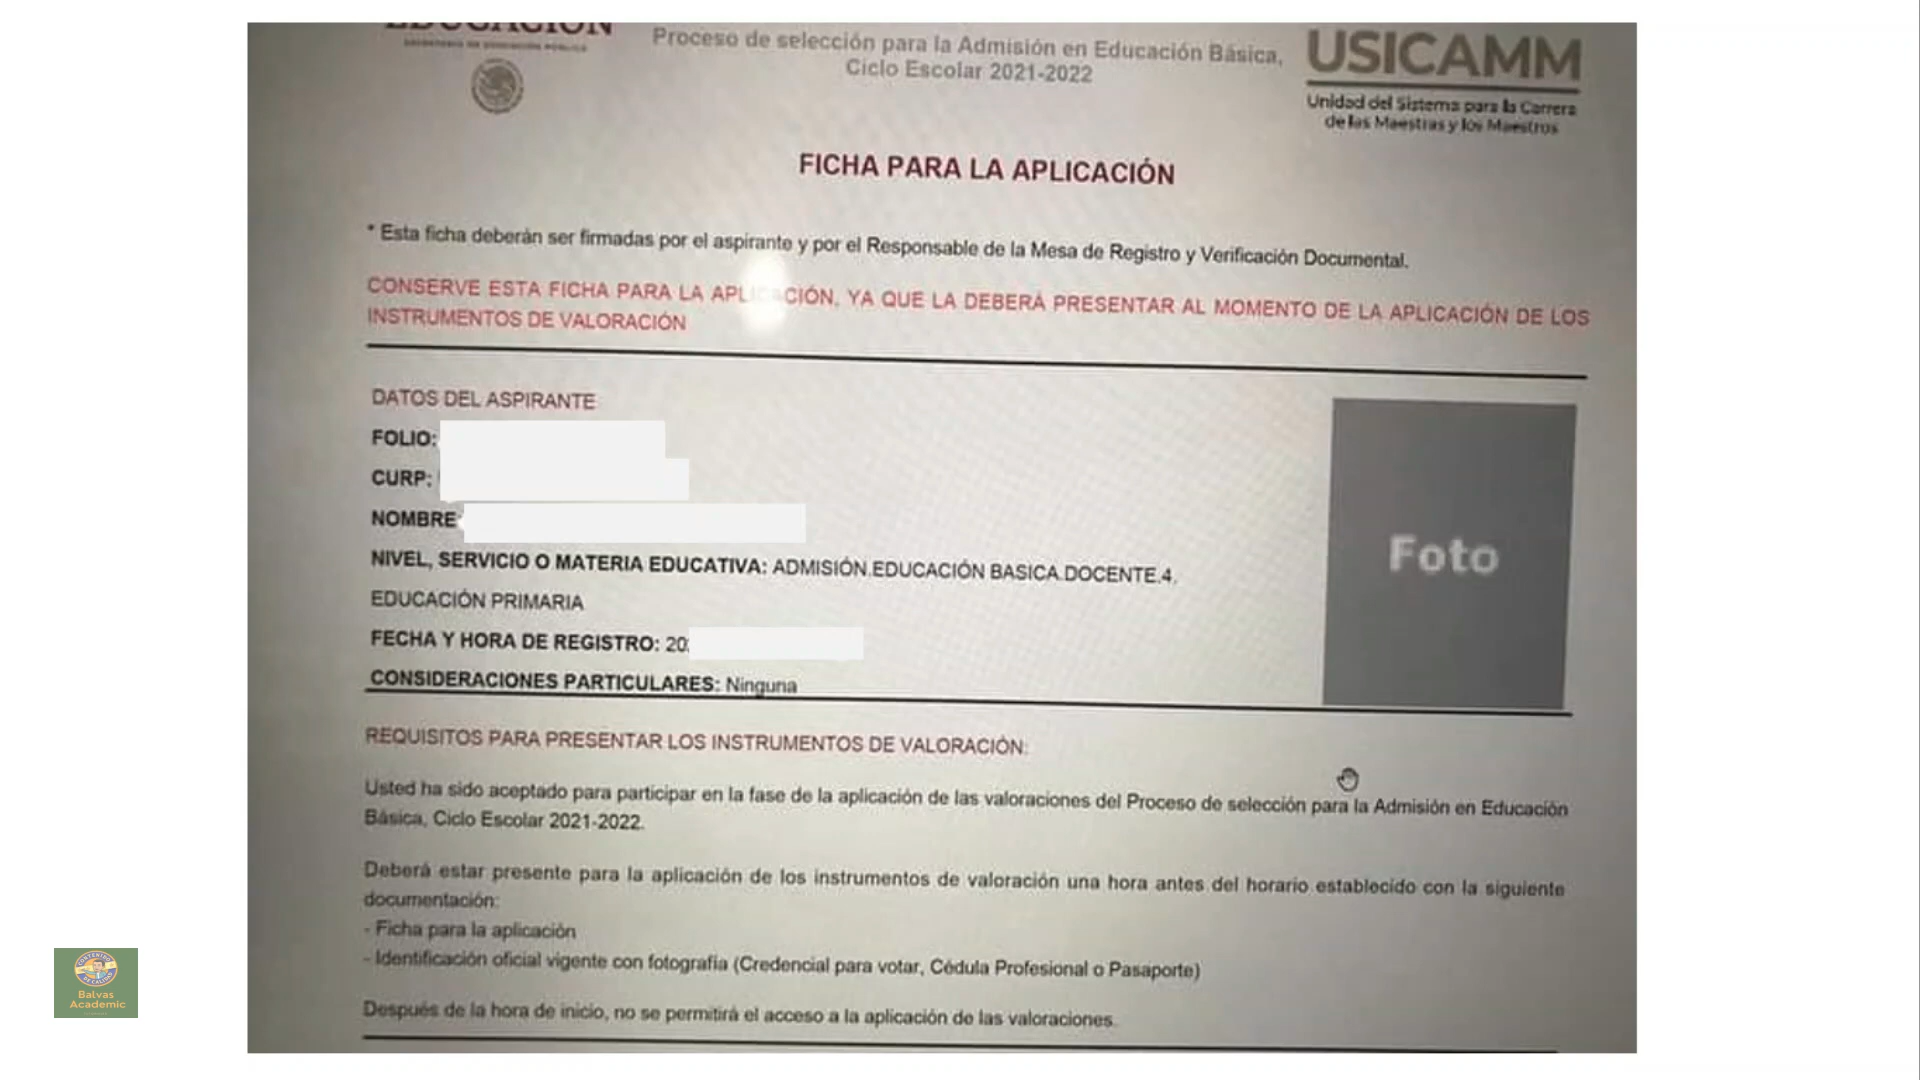 EDUCACIÓN
SECRETARÍA DE EDUCACIÓN PÚBLICA
Proceso de selección para la Admisión en Educación Básica,
Ciclo Escolar 2021-2022
USICAMM
Unidad del Sistema para la Carrera
de las Maestras y los Maestros
FICHA PARA LA APLICACIÓN
* Esta ficha deberán ser firmadas por el aspirante y por el Responsable de la Mesa de Registro y Verificación Documental.
CONSERVE ESTA FICHA PARA LA APLICACIÓN, YA QUE LA DEBERÁ PRESENTAR AL MOMENTO DE LA APLICACIÓN DE LOS
INSTRUMENTOS DE VALORACIÓN
DATOS DEL ASPIRANTE
FOLIO:
CURP:
NOMBRE:
NIVEL, SERVICIO O MATERIA EDUCATIVA: ADMISIÓN.EDUCACIÓN BASICA.DOCENTE.4.
EDUCACIÓN PRIMARIA
FECHA Y HORA DE REGISTRO: 20
CONSIDERACIONES PARTICULARES: Ninguna
Foto
REQUISITOS PARA PRESENTAR LOS INSTRUMENTOS DE VALORACIÓN:
Usted ha sido aceptado para participar en la fase de la aplicación de las valoraciones del Proceso de selección para la Admisión en Educación
Básica, Ciclo Escolar 2021-2022.
Deberá estar presente para la aplicación de los instrumentos de valoración una hora antes del horario establecido con la siguiente
documentación:
- Ficha para la aplicación
- Identificación oficial vigente con fotografía (Credencial para votar, Cédula Profesional o Pasaporte)
Después de la hora de inicio, no se permitirá el acceso a la aplicación de las valoraciones.
Balvas
Academic